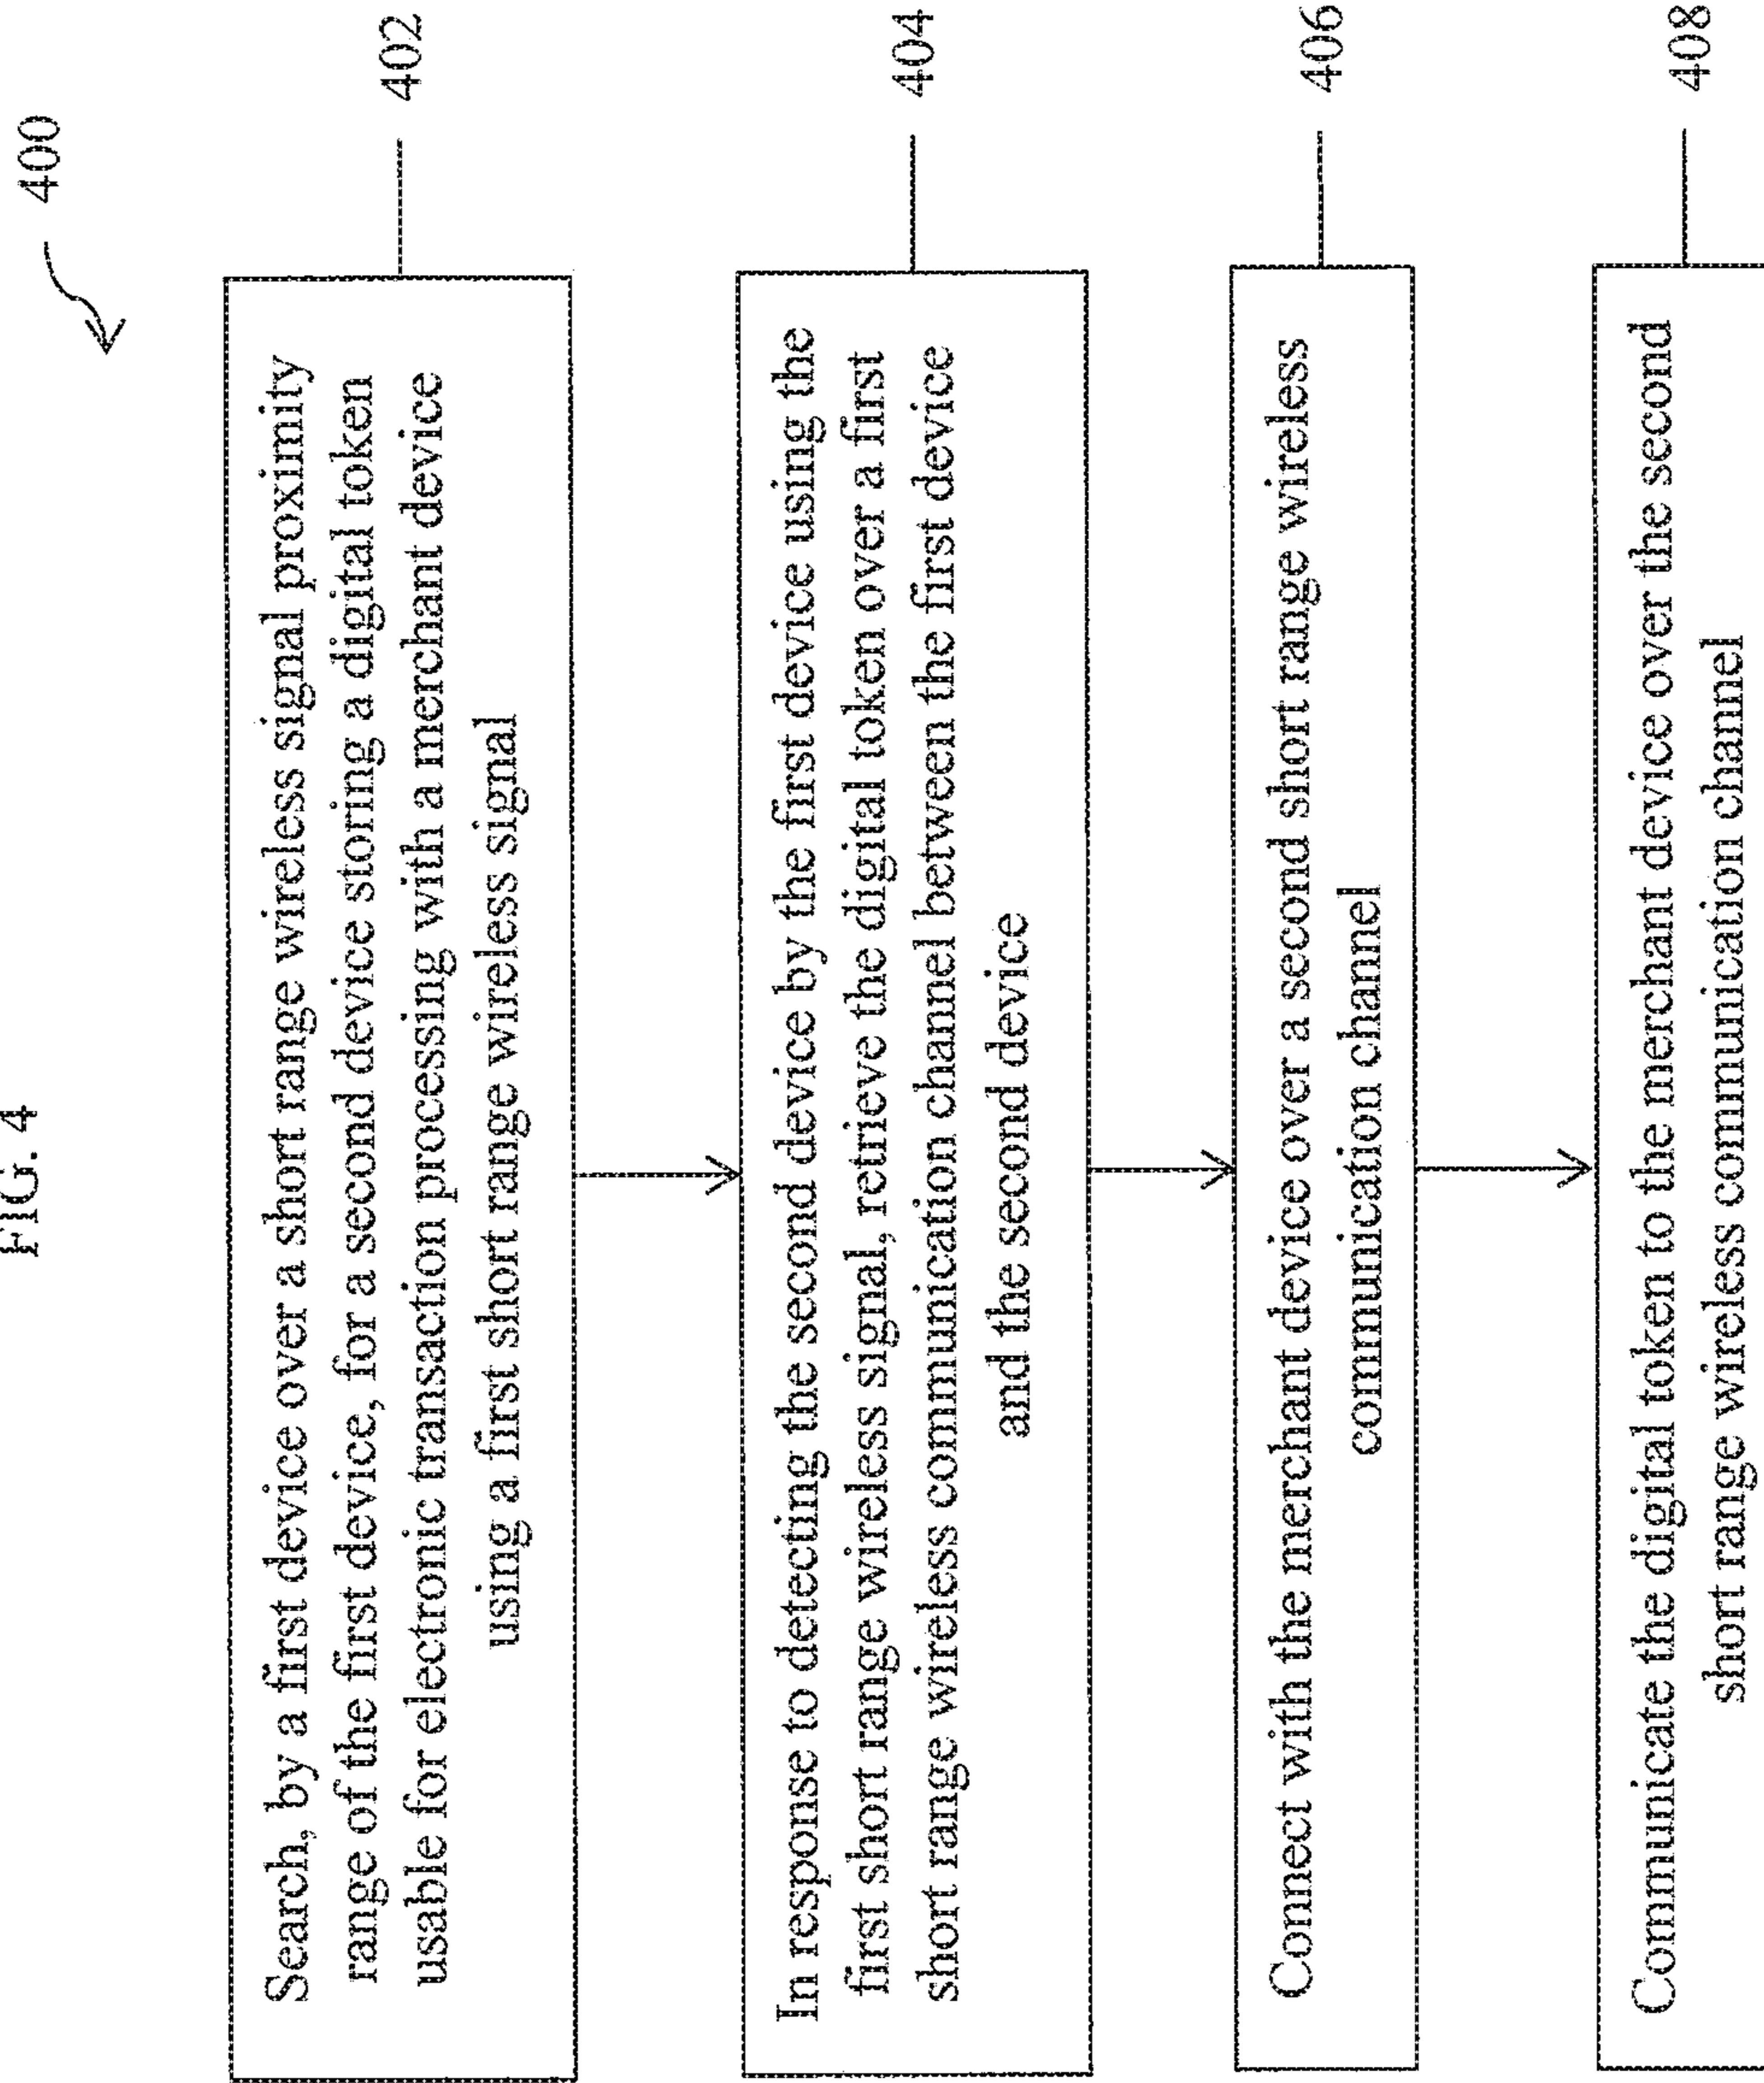 FIG. 4
400
Search, by a first device over a short range wireless signal proximity
range of the first device, for a second device storing a digital token
usable for electronic transaction processing with a merchant device
using a first short range wireless signal
402
In response to detecting the second device by the first device using the
first short range wireless signal, retrieve the digital token over a first
short range wireless communication channel between the first device
and the second device
404
Connect with the merchant device over a second short range wireless
communication channel
406
Communicate the digital token to the merchant device over the second
short range wireless communication channel
408